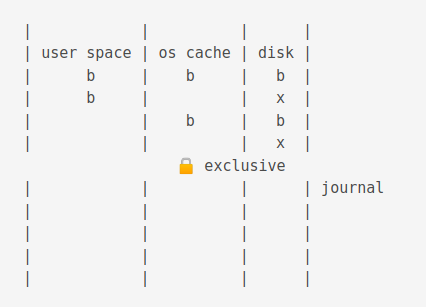 |            |          |      |
| user space | os cache | disk |
|      b     |    b     |   b  |
|      b     |          |   x  |
|            |    b     |   b  |
|            |          |   x  |
🔒 exclusive
|            |          |      | journal
|            |          |      |
|            |          |      |
|            |          |      |
|            |          |      |